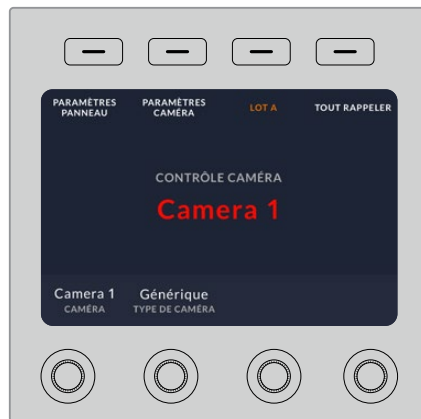 PARAMÈTRES PANNEAU
PARAMÈTRES CAMÉRA
LOT A
TOUT RAPPELER
CONTRÔLE CAMÉRA
Camera 1
Camera 1
CAMÉRA
Générique
TYPE DE CAMÉRA